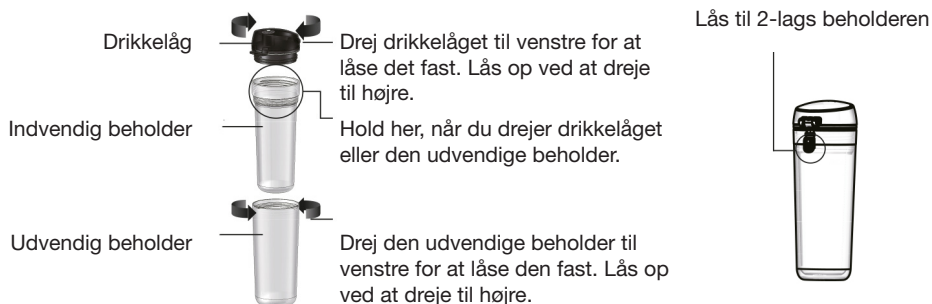 Drikkelåg
Drej drikkelåget til venstre for at
låse det fast. Lås op ved at dreje
til højre.
Indvendig beholder
Hold her, når du drejer drikkelåget
eller den udvendige beholder.
Udvendig beholder
Drej den udvendige beholder til
venstre for at låse den fast. Lås op
ved at dreje til højre.
Lås til 2-lags beholderen